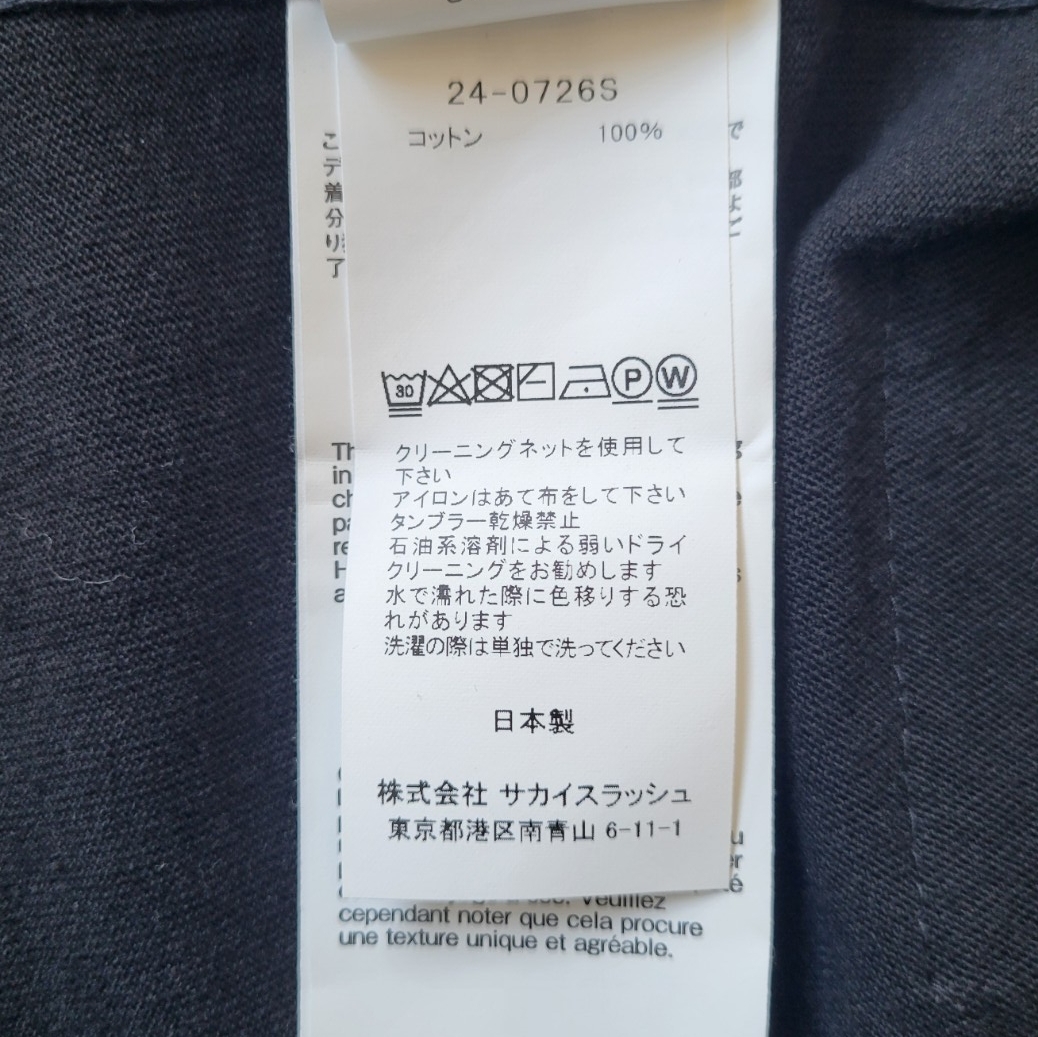 24-0726S
コットン 100%
30
P W
クリーニングネットを使用して
下さい
アイロンはあて布をして下さい
タンブラー乾燥禁止
石油系溶剤による弱いドライ
クリーニングをお勧めします
水で濡れた際に色移りする恐
れがあります
洗濯の際は単独で洗ってください
日本製
株式会社 サカイスラッシュ
東京都港区南青山 6-11-1
cependant noter que cela procure
une texture unique et agréable.